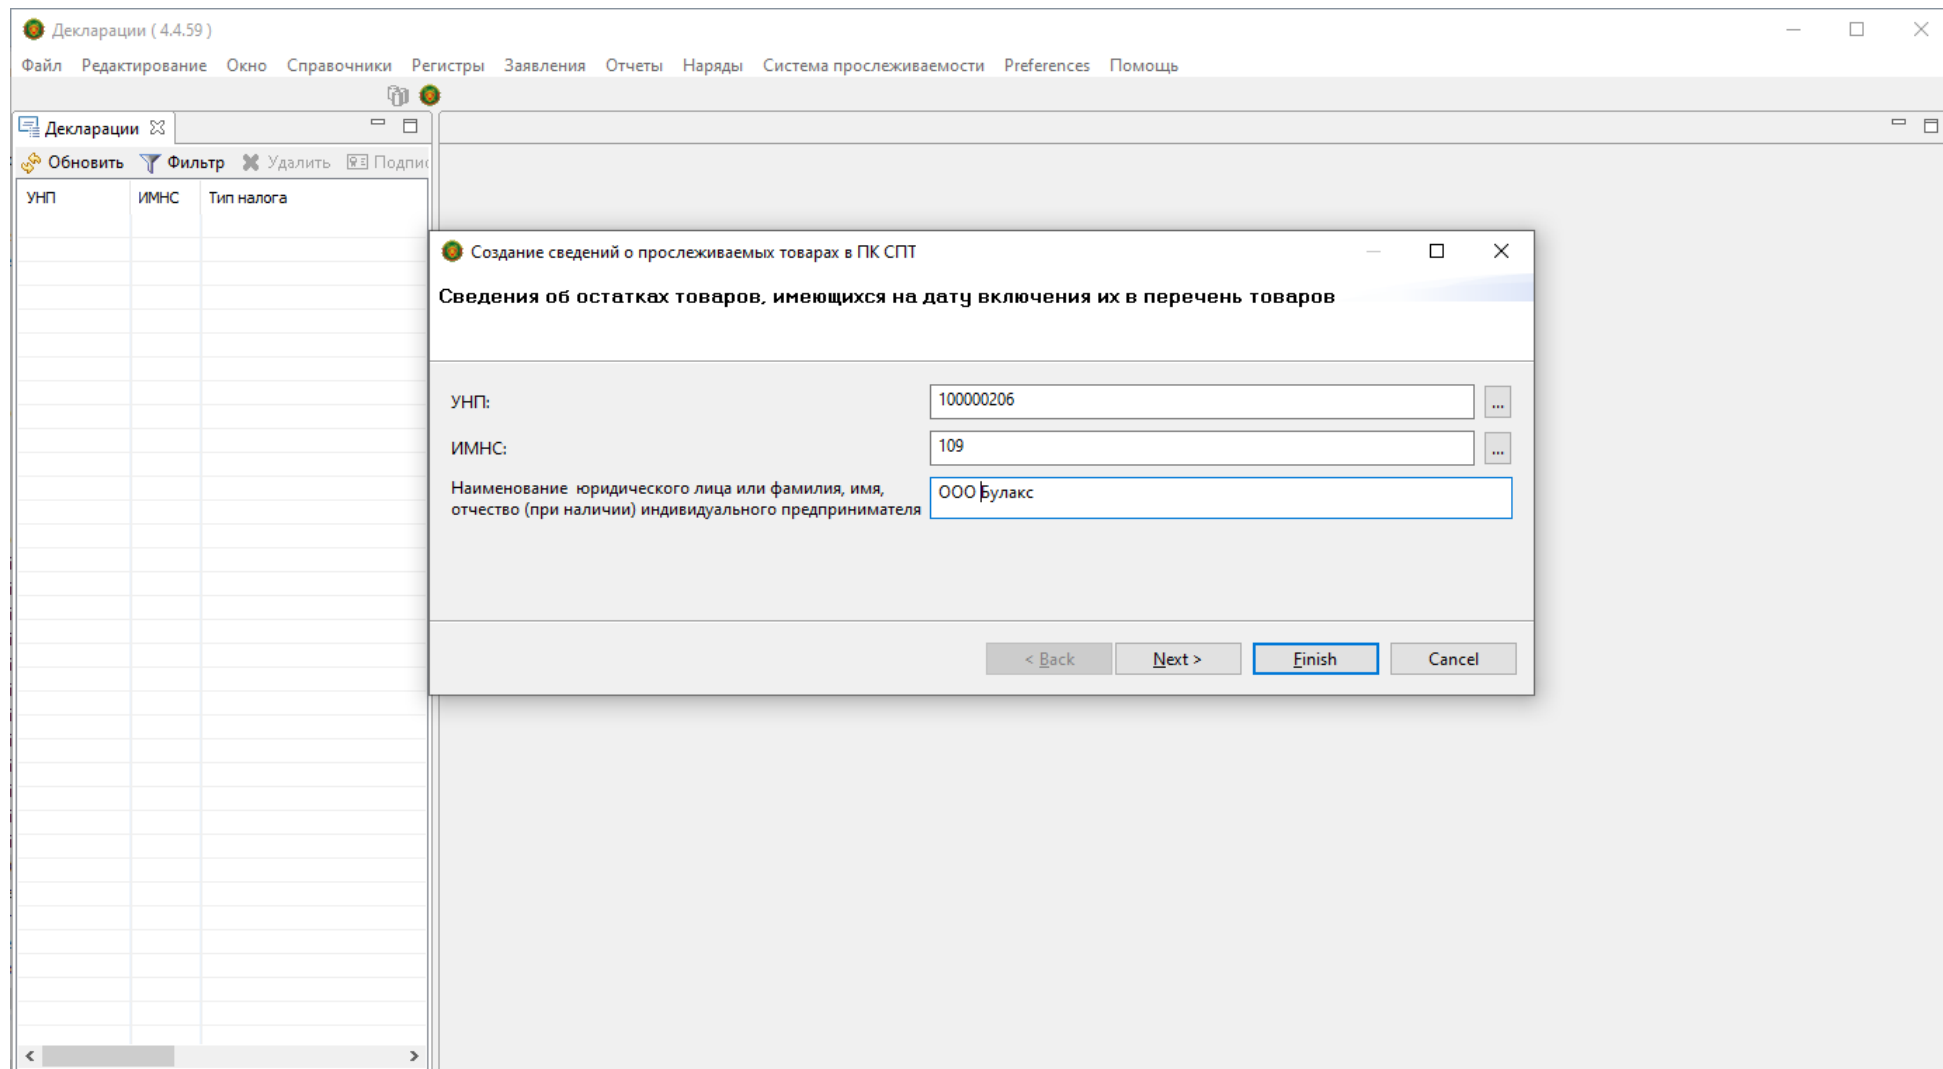 Декларации ( 4.4.59 )
Файл Редактирование Окно Справочники Регистры Заявления Отчеты Наряды Система прослеживаемости Preferences Помощь
Декларации
Обновить Фильтр Удалить Подпис
УНП ИМНС Тип налога
Создание сведений о прослеживаемых товарах в ПК СПТ
Сведения об остатках товаров, имеющихся на дату включения их в перечень товаров
УНП: 100000206 ...
ИМНС: 109 ...
Наименование юридического лица или фамилия, имя,
отчество (при наличии) индивидуального предпринимателя
ООО Булакс
< Back Next > Finish Cancel